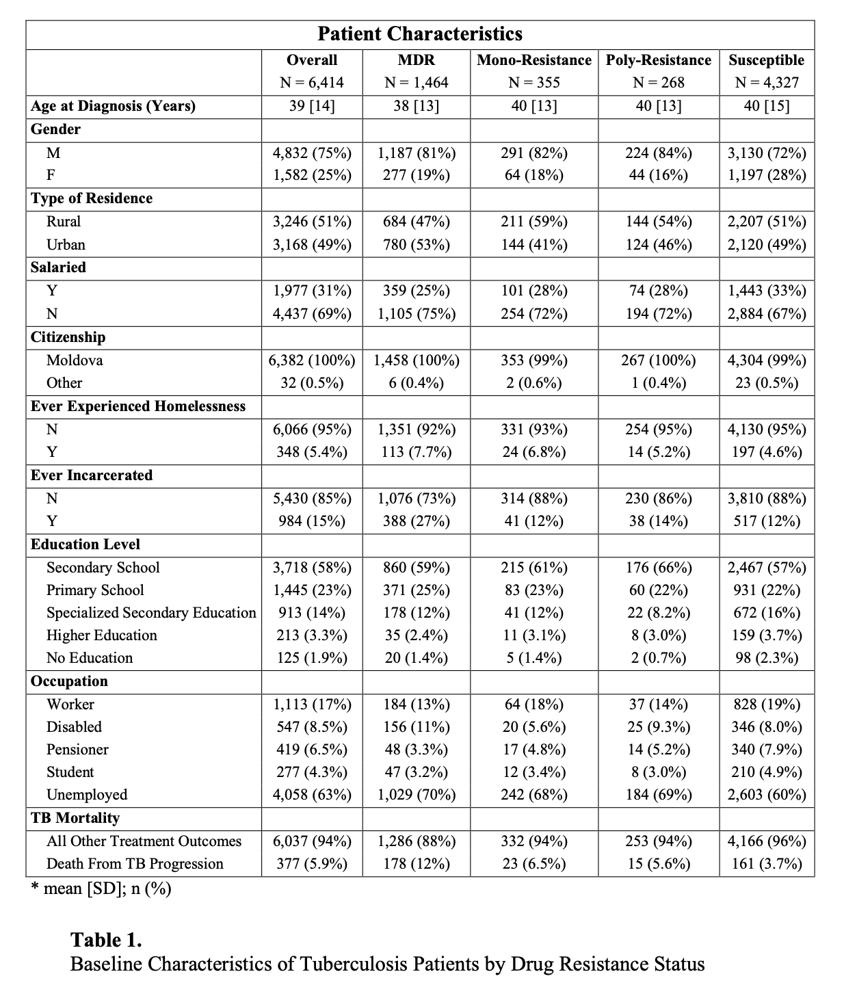 Patient Characteristics
Overall MDR Mono-Resistance Poly-Resistance Susceptible
N = 6,414 N = 1,464 N = 355 N = 268 N = 4,327
Age at Diagnosis (Years) 39 [14] 38 [13] 40 [13] 40 [13] 40 [15]
Gender
M 4,832 (75%) 1,187 (81%) 291 (82%) 224 (84%) 3,130 (72%)
F 1,582 (25%) 277 (19%) 64 (18%) 44 (16%) 1,197 (28%)
Type of Residence
Rural 3,246 (51%) 684 (47%) 211 (59%) 144 (54%) 2,207 (51%)
Urban 3,168 (49%) 780 (53%) 144 (41%) 124 (46%) 2,120 (49%)
Salaried
Y 1,977 (31%) 359 (25%) 101 (28%) 74 (28%) 1,443 (33%)
N 4,437 (69%) 1,105 (75%) 254 (72%) 194 (72%) 2,884 (67%)
Citizenship
Moldova 6,382 (100%) 1,458 (100%) 353 (99%) 267 (100%) 4,304 (99%)
Other 32 (0.5%) 6 (0.4%) 2 (0.6%) 1 (0.4%) 23 (0.5%)
Ever Experienced Homelessness
N 6,066 (95%) 1,351 (92%) 331 (93%) 254 (95%) 4,130 (95%)
Y 348 (5.4%) 113 (7.7%) 24 (6.8%) 14 (5.2%) 197 (4.6%)
Ever Incarcerated
N 5,430 (85%) 1,076 (73%) 314 (88%) 230 (86%) 3,810 (88%)
Y 984 (15%) 388 (27%) 41 (12%) 38 (14%) 517 (12%)
Education Level
Secondary School 3,718 (58%) 860 (59%) 215 (61%) 176 (66%) 2,467 (57%)
Primary School 1,445 (23%) 371 (25%) 83 (23%) 60 (22%) 931 (22%)
Specialized Secondary Education 913 (14%) 178 (12%) 41 (12%) 22 (8.2%) 672 (16%)
Higher Education 213 (3.3%) 35 (2.4%) 11 (3.1%) 8 (3.0%) 159 (3.7%)
No Education 125 (1.9%) 20 (1.4%) 5 (1.4%) 2 (0.7%) 98 (2.3%)
Occupation
Worker 1,113 (17%) 184 (13%) 64 (18%) 37 (14%) 828 (19%)
Disabled 547 (8.5%) 156 (11%) 20 (5.6%) 25 (9.3%) 346 (8.0%)
Pensioner 419 (6.5%) 48 (3.3%) 17 (4.8%) 14 (5.2%) 340 (7.9%)
Student 277 (4.3%) 47 (3.2%) 12 (3.4%) 8 (3.0%) 210 (4.9%)
Unemployed 4,058 (63%) 1,029 (70%) 242 (68%) 184 (69%) 2,603 (60%)
TB Mortality
All Other Treatment Outcomes 6,037 (94%) 1,286 (88%) 332 (94%) 253 (94%) 4,166 (96%)
Death From TB Progression 377 (5.9%) 178 (12%) 23 (6.5%) 15 (5.6%) 161 (3.7%)
* mean [SD]; n (%)
Table 1.
Baseline Characteristics of Tuberculosis Patients by Drug Resistance Status